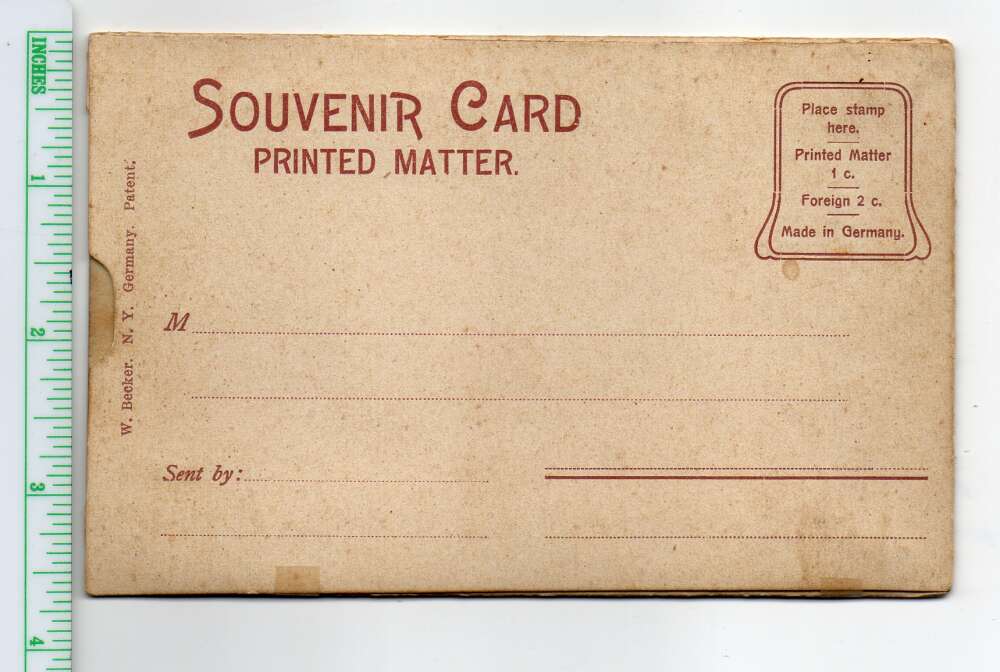 SOUVENIR CARD
PRINTED MATTER.
Place stamp
here.
Printed Matter
1 c.
Foreign 2 c.
Made in Germany.
W. Becker. N. Y. Germany. Patent.
M
Sent by:
INCHES
1
2
3
4